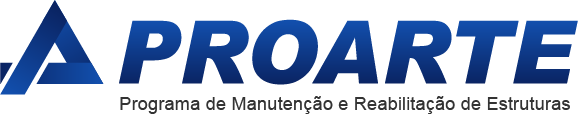 PROARTE
Programa de Manutenção e Reabilitação de Estruturas